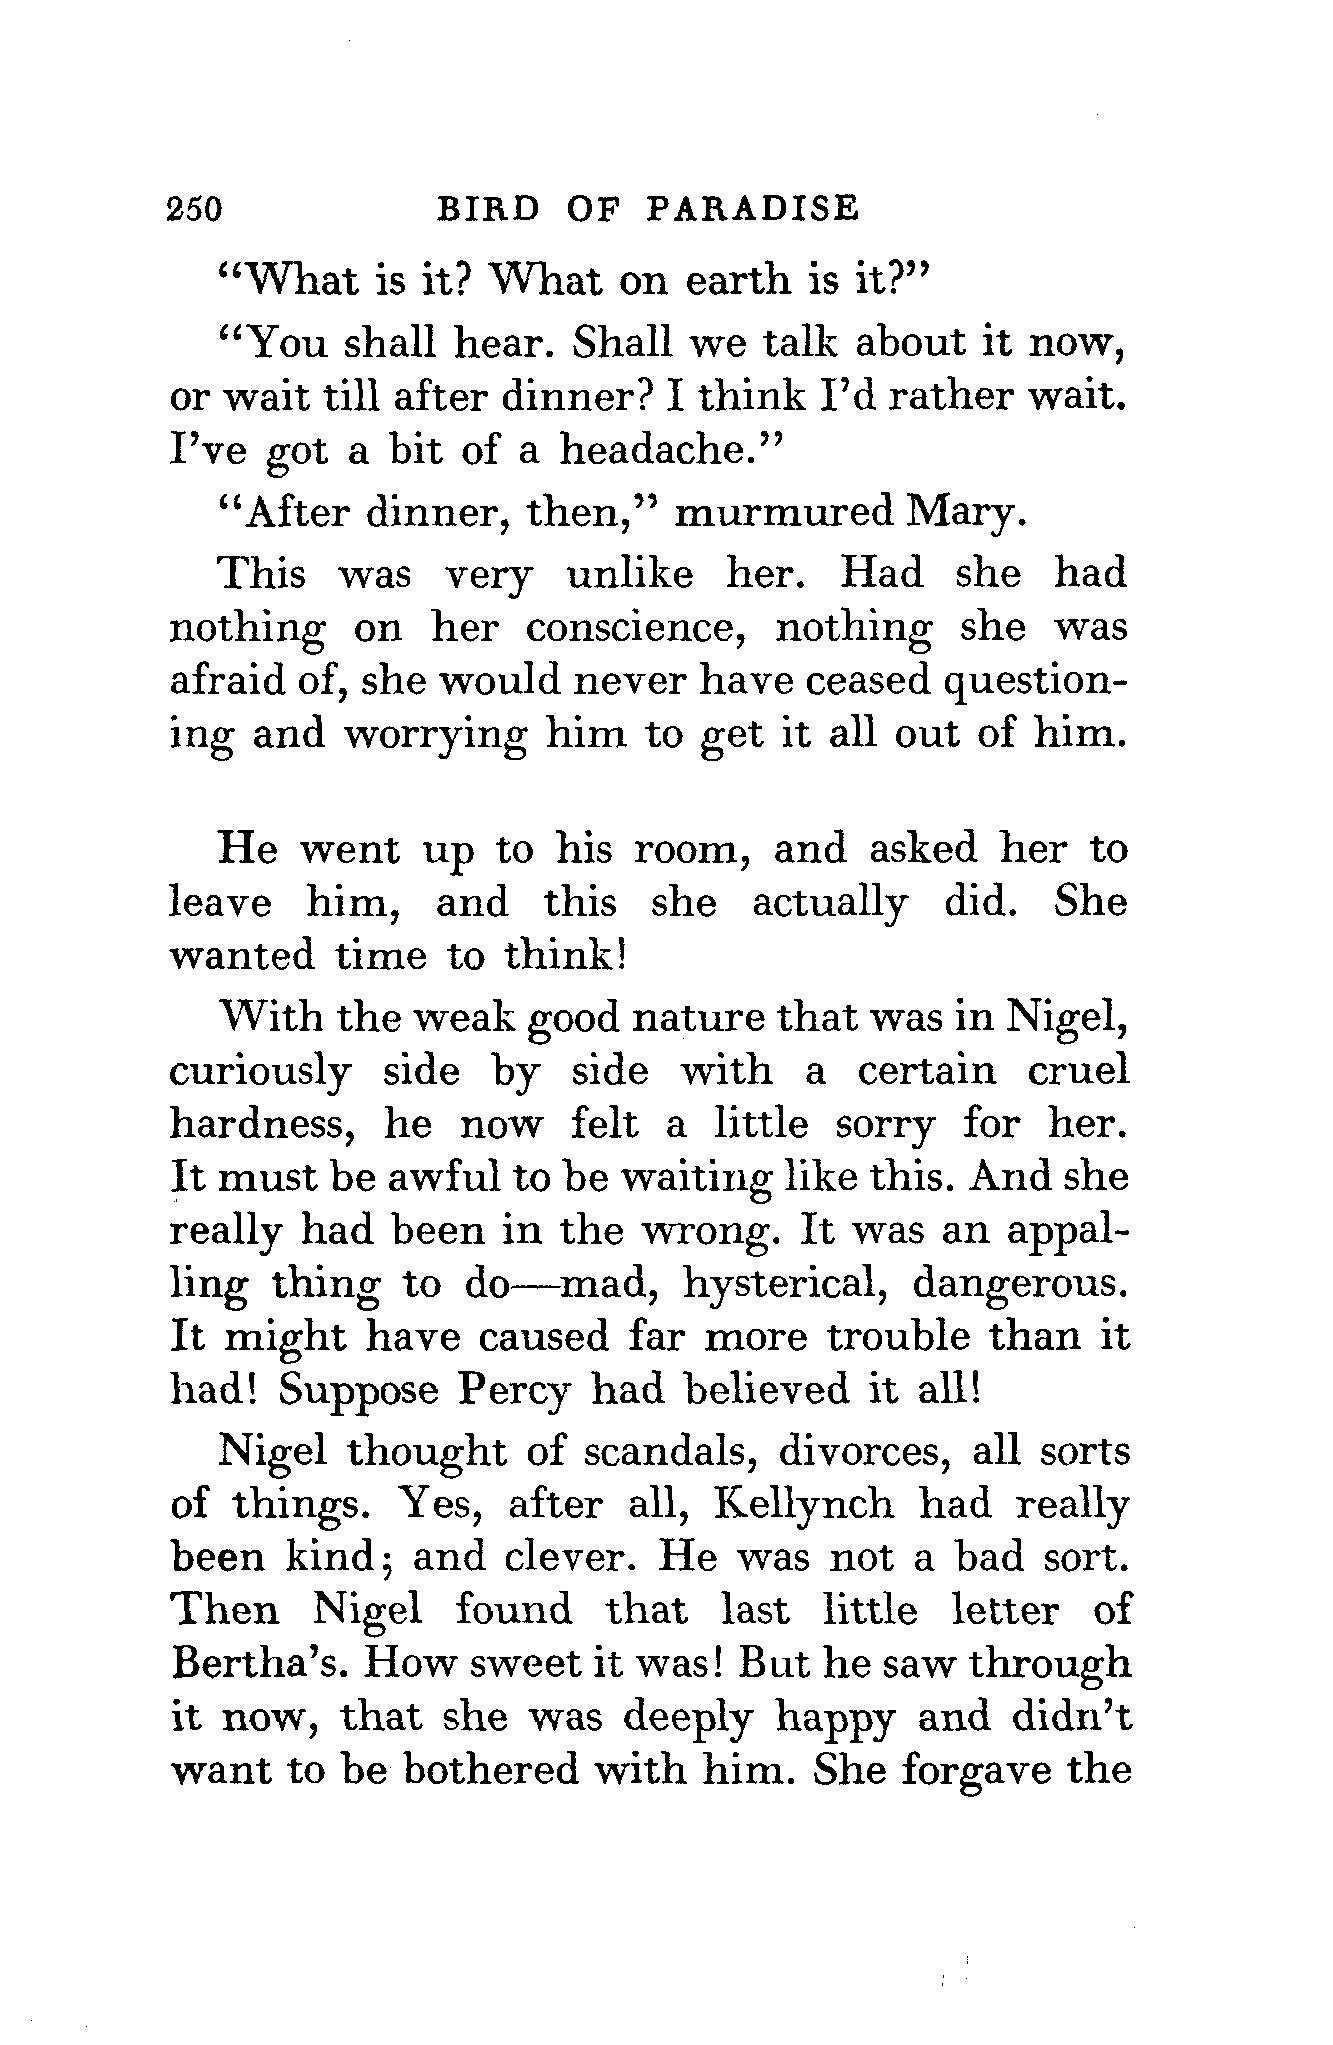 250 BIRD OF PARADISE
“What is it? What on earth is it?”
“You shall hear. Shall we talk about it now,
or wait till after dinner? I think I’d rather wait.
I’ve got a bit of a headache.”
“After dinner, then,” murmured Mary.
This was very unlike her. Had she had
nothing on her conscience, nothing she was
afraid of, she would never have ceased question-
ing and worrying him to get it all out of him.
He went up to his room, and asked her to
leave him, and this she actually did. She
wanted time to think!
With the weak good nature that was in Nigel,
curiously side by side with a certain cruel
hardness, he now felt a little sorry for her.
It must be awful to be waiting like this. And she
really had been in the wrong. It was an appal-
ling thing to do—mad, hysterical, dangerous.
It might have caused far more trouble than it
had! Suppose Percy had believed it all!
Nigel thought of scandals, divorces, all sorts
of things. Yes, after all, Kellynch had really
been kind; and clever. He was not a bad sort.
Then Nigel found that last little letter of
Bertha’s. How sweet it was! But he saw through
it now, that she was deeply happy and didn’t
want to be bothered with him. She forgave the